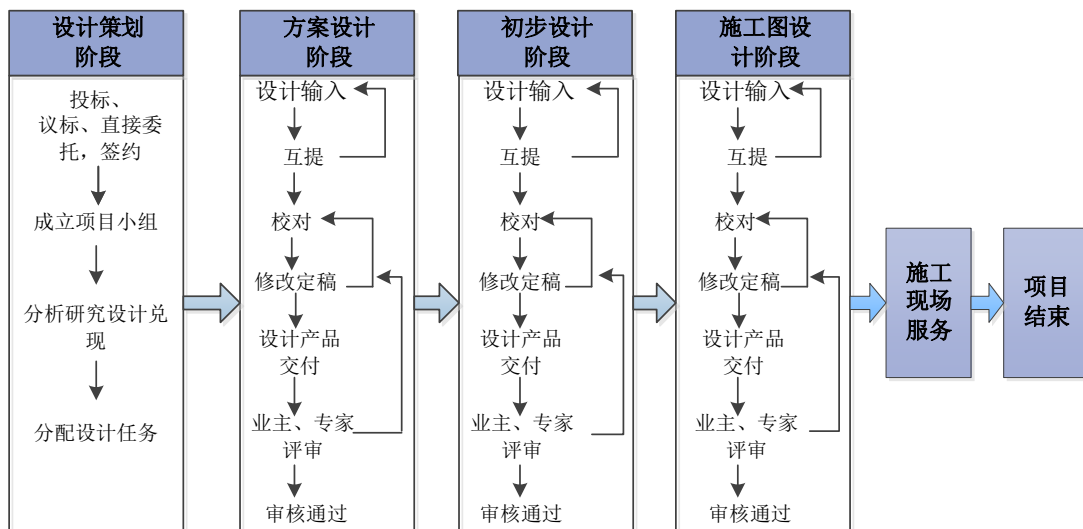 设计策划
阶段
投标、
议标、直接委
托，签约
成立项目小组
分析研究设计兑
现
分配设计任务
方案设计
阶段
设计输入
互提
校对
修改定稿
设计产品
交付
业主、专家
评审
审核通过
初步设计
阶段
设计输入
互提
校对
修改定稿
设计产品
交付
业主、专家
评审
审核通过
施工图设
计阶段
设计输入
互提
校对
修改定稿
设计产品
交付
业主、专家
评审
审核通过
施工
现场
服务
项目
结束